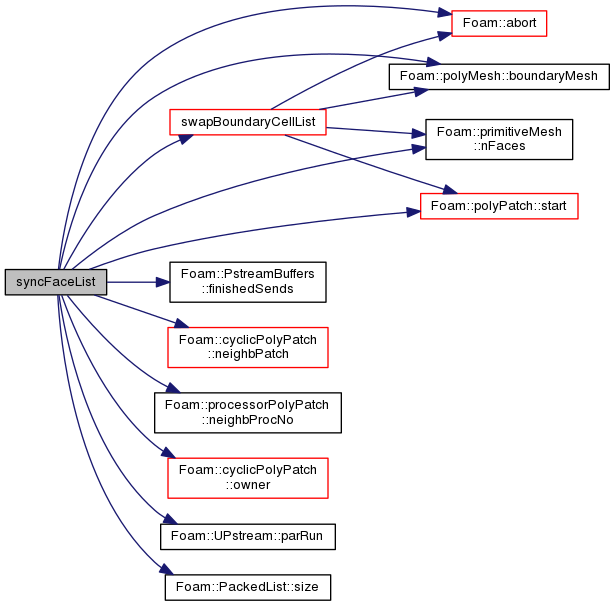 Foam::abort
Foam::polyMesh::boundaryMesh
swapBoundaryCellList
Foam::primitiveMesh
::nFaces
Foam::polyPatch::start
syncFaceList
Foam::PstreamBuffers
::finishedSends
Foam::cyclicPolyPatch
::neighbPatch
Foam::processorPolyPatch
::neighbProcNo
Foam::cyclicPolyPatch
::owner
Foam::UPstream::parRun
Foam::PackedList::size